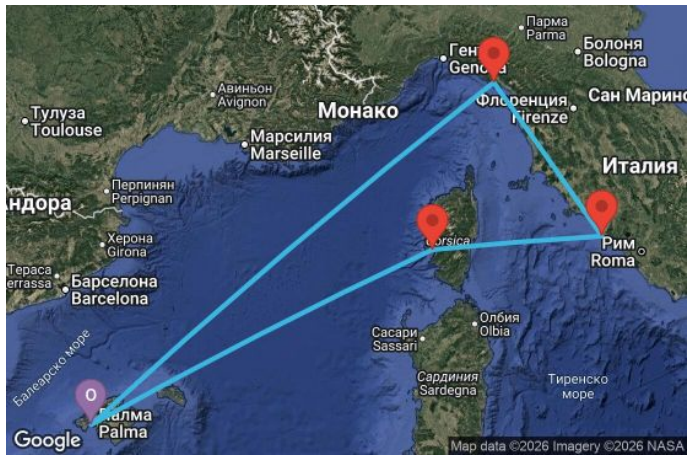 Парма
Parma
Ген
Genova
Болоня
Bologna
Авиньон
Avignon
Флоренция
Firenze
Сан Марино
Тулуза
Toulouse
Монако
Марсилия
Marseille
Италия
Перпинян
Perpignan
Андора
Corsica
Херона
Girona
Рим
Roma
Тераса
Terrassa
Барселона
Barcelona
Олбия
Olbia
Сасари
Sassari
Балеарско море
Сардиния
Sardegna
Тиренско
море
O
Палма
Palma
Google
Map data ©2026 Imagery ©2026 NASA